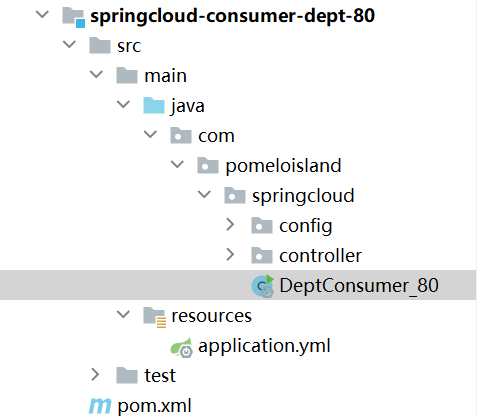 springcloud-consumer-dept-80
src
main
java
com
pomeloisland
springcloud
config
controller
DeptConsumer_80
resources
application.yml
test
pom.xml